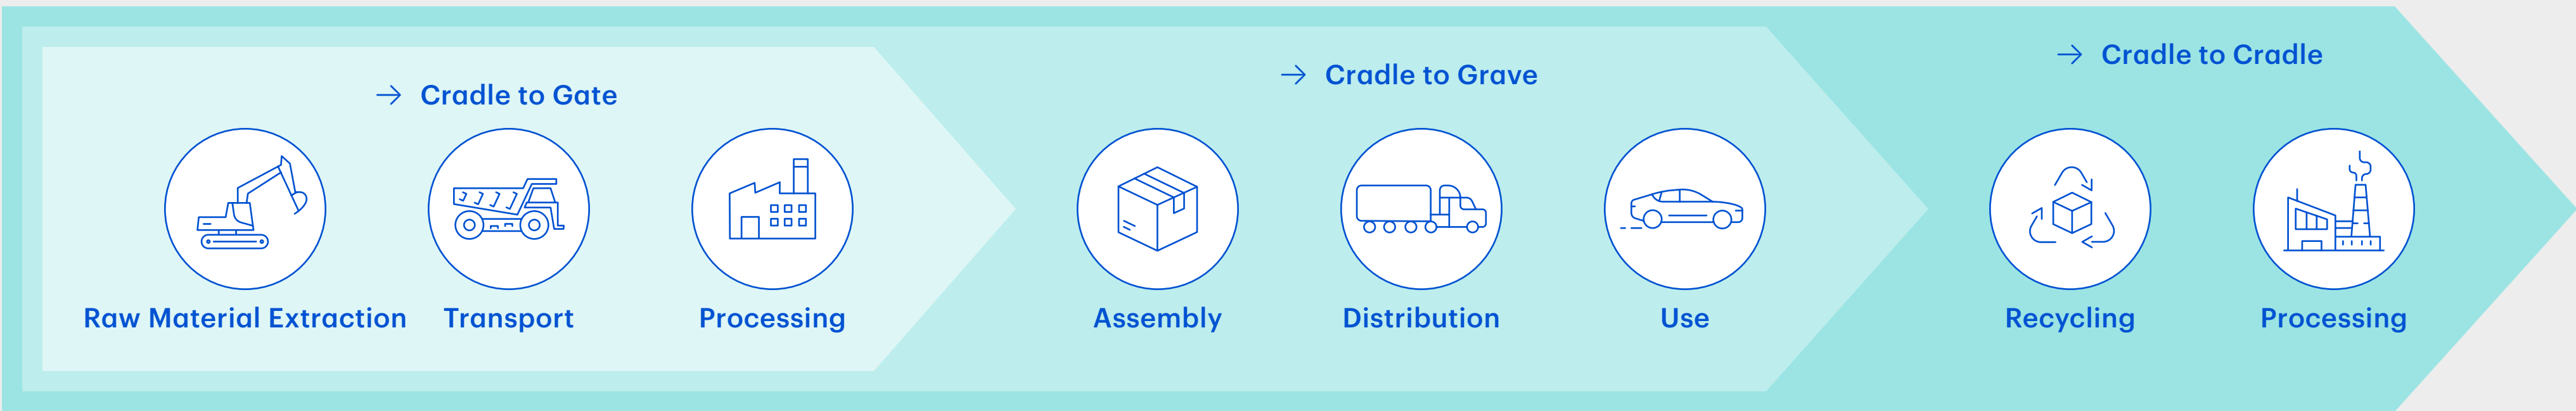 → Cradle to Gate
Raw Material Extraction
Transport
Processing
→ Cradle to Grave
Assembly
Distribution
Use
→ Cradle to Cradle
Recycling
Processing